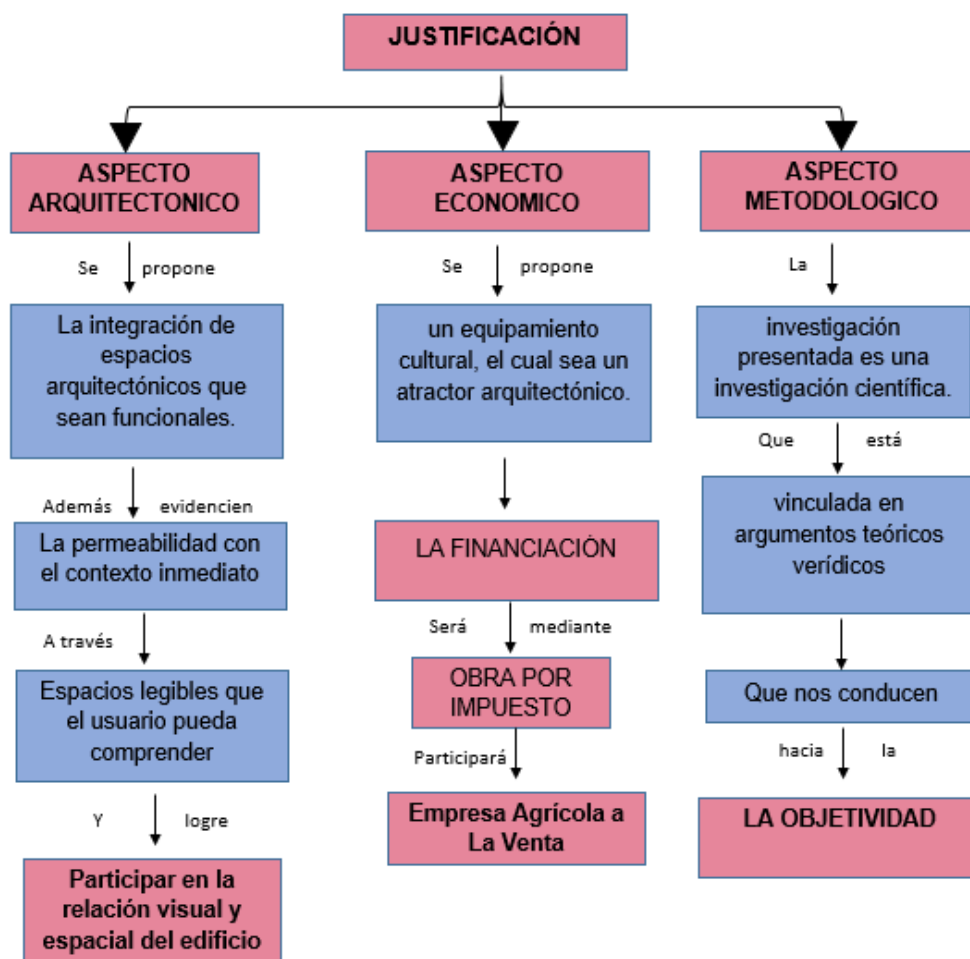 JUSTIFICACIÓN
ASPECTO
ARQUITECTONICO
Se propone
La integración de
espacios
arquitectónicos que
sean funcionales.
Además evidencien
La permeabilidad con
el contexto inmediato
A través
Espacios legibles que
el usuario pueda
comprender
Y logre
Participar en la
relación visual y
espacial del edificio
ASPECTO
ECONOMICO
Se propone
un equipamiento
cultural, el cual sea un
atractor arquitectónico.
LA FINANCIACIÓN
Será mediante
OBRA POR
IMPUESTO
Participará
Empresa Agrícola a
La Venta
ASPECTO
METODOLOGICO
La
investigación
presentada es una
investigación científica.
Que está
vinculada en
argumentos teóricos
verídicos
Que nos conducen
hacia la
LA OBJETIVIDAD